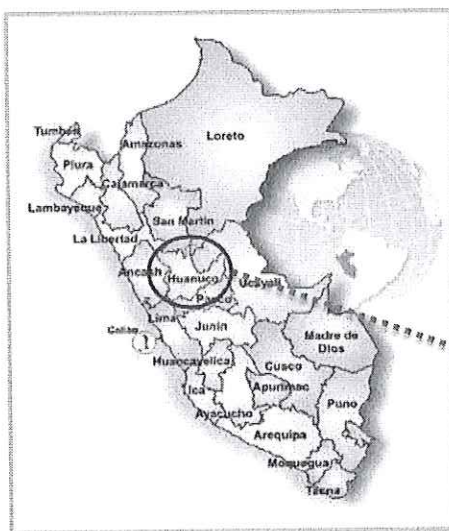 Tumbes
Amazonas
Loreto
Piura
Cajamarca
Lambayeque
San Martin
La Libertad
Ancash
Huanuco
Ucayali
Pasco
Lima
Callao
1
Junin
Madre de
Dios
Huancavelica
Cusco
Ica
Apurimac
Puno
Ayacucho
Arequipa
Moquegua
Tacna